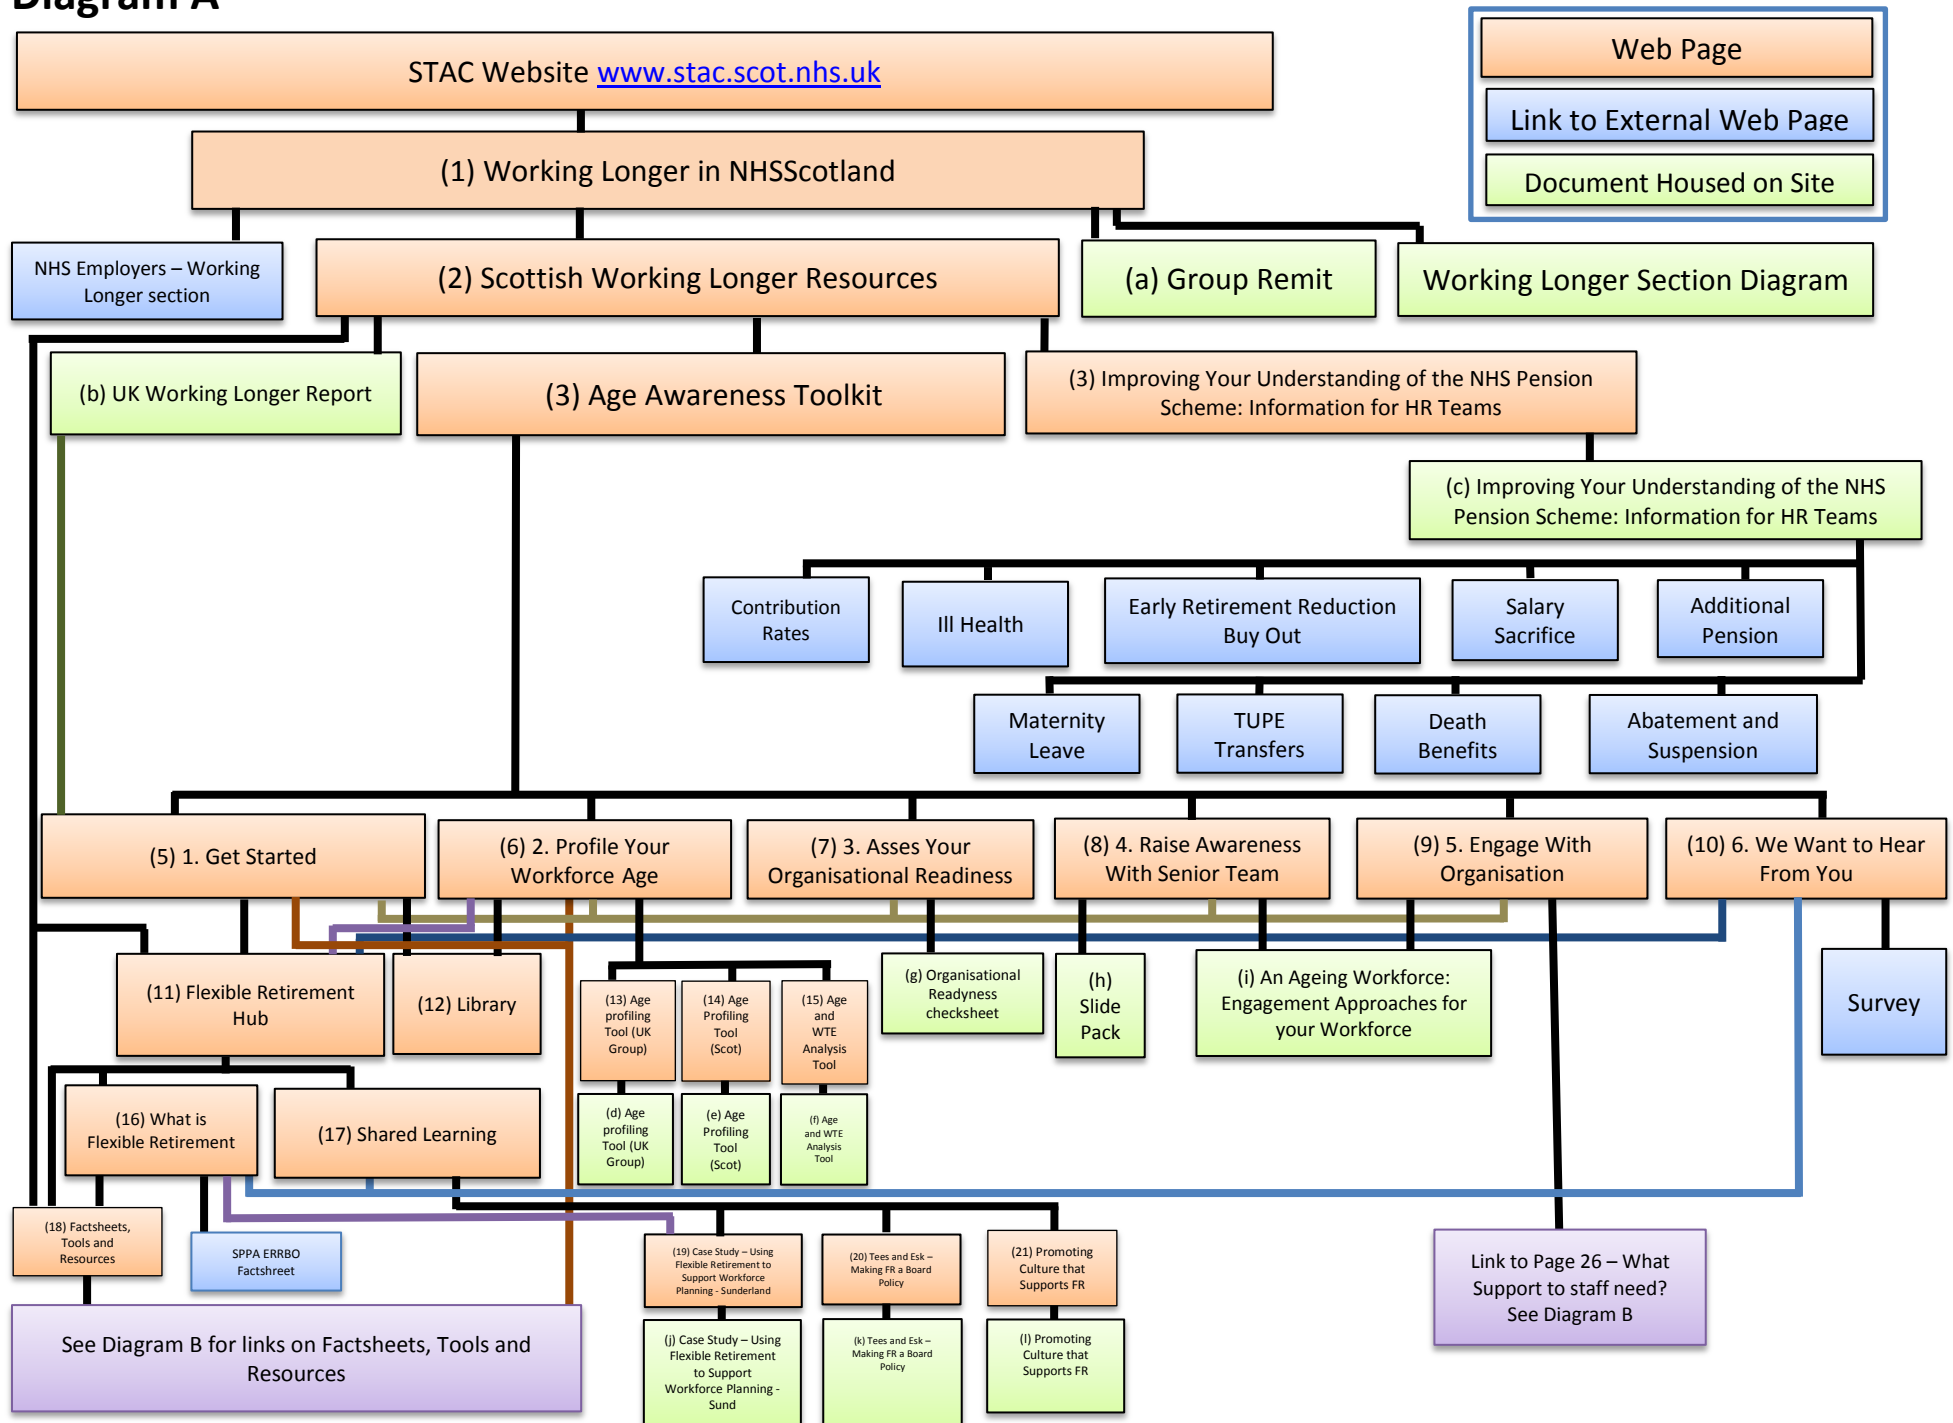 Diagram A
STAC Website www.stac.scot.nhs.uk
Web Page
Link to External Web Page
Document Housed on Site
(1) Working Longer in NHSScotland
NHS Employers – Working
Longer section
(2) Scottish Working Longer Resources
(a) Group Remit
Working Longer Section Diagram
(b) UK Working Longer Report
(3) Age Awareness Toolkit
(3) Improving Your Understanding of the NHS Pension
Scheme: Information for HR Teams
(c) Improving Your Understanding of the NHS
Pension Scheme: Information for HR Teams
Contribution
Rates
Ill Health
Early Retirement Reduction
Buy Out
Salary
Sacrifice
Additional
Pension
Maternity
Leave
TUPE
Transfers
Death
Benefits
Abatement and
Suspension
(5) 1. Get Started
(6) 2. Profile Your
Workforce Age
(7) 3. Asses Your
Organisational Readiness
(8) 4. Raise Awareness
With Senior Team
(9) 5. Engage With
Organisation
(10) 6. We Want to Hear
From You
(11) Flexible Retirement
Hub
(12) Library
(13) Age
profiling
Tool (UK
Group)
(14) Age
Profiling
Tool
(Scot)
(15) Age
and
WTE
Analysis
Tool
(g) Organisational
Readyness
checksheet
(h)
Slide
Pack
(i) An Ageing Workforce:
Engagement Approaches for
your Workforce
Survey
(d) Age
profiling
Tool (UK
Group)
(e) Age
Profiling
Tool
(Scot)
(f) Age
and WTE
Analysis
Tool
(16) What is
Flexible Retirement
(17) Shared Learning
(18) Factsheets,
Tools and
Resources
SPPA ERRBO
Factshreet
(19) Case Study – Using
Flexible Retirement to
Support Workforce
Planning - Sunderland
(20) Tees and Esk –
Making FR a Board
Policy
(21) Promoting
Culture that
Supports FR
Link to Page 26 – What
Support to staff need?
See Diagram B
See Diagram B for links on Factsheets, Tools and
Resources
(j) Case Study – Using
Flexible Retirement
to Support
Workforce Planning -
Sund
(k) Tees and Esk –
Making FR a Board
Policy
(l) Promoting
Culture that
Supports FR